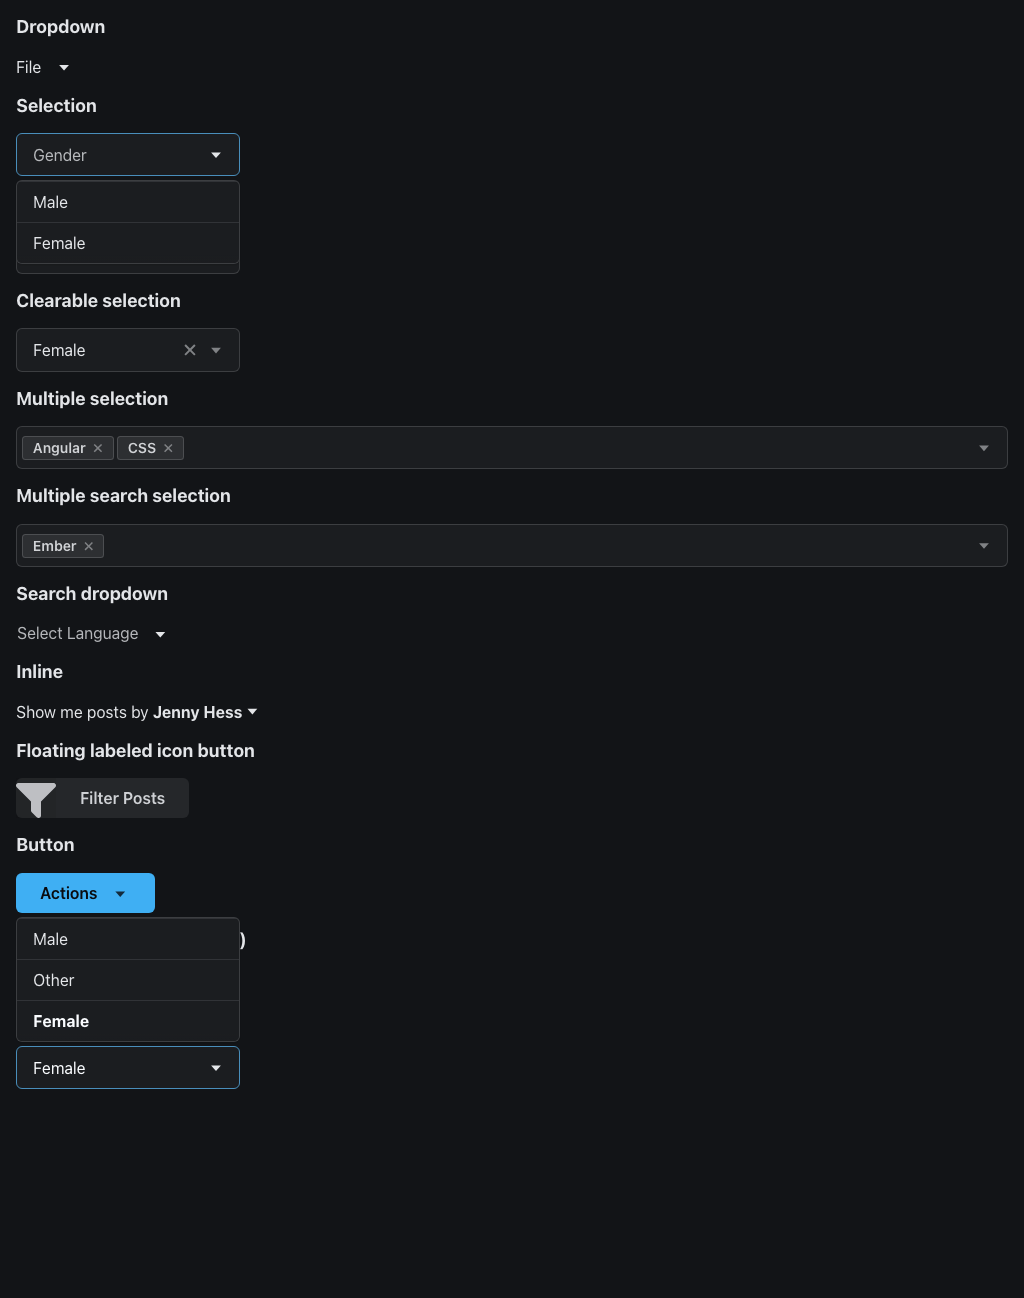 Dropdown
File
Selection
Gender
Male
Female
Clearable selection
Female
Multiple selection
Angular CSS
Multiple search selection
Ember
Search dropdown
Select Language
Inline
Show me posts by Jenny Hess
Floating labeled icon button
Filter Posts
Button
Actions
)
Male
Other
Female
Female